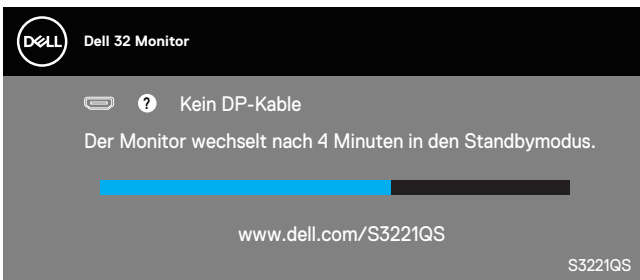 DELL Dell 32 Monitor
? Kein DP-Kable
Der Monitor wechselt nach 4 Minuten in den Standbymodus.
www.dell.com/S3221QS
S3221QS